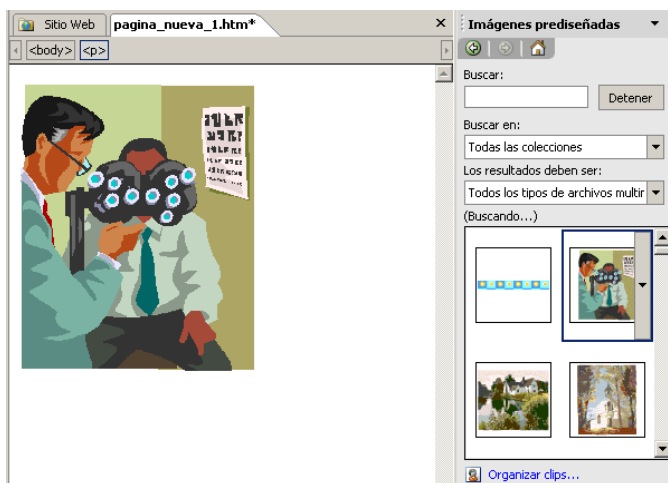 Sitio Web
pagina_nueva_1.htm*
<body> <p>
Imágenes prediseñadas
Buscar:
Detener
Buscar en:
Todas las colecciones
Los resultados deben ser:
Todos los tipos de archivos multir
(Buscando...)
Organizar clips...